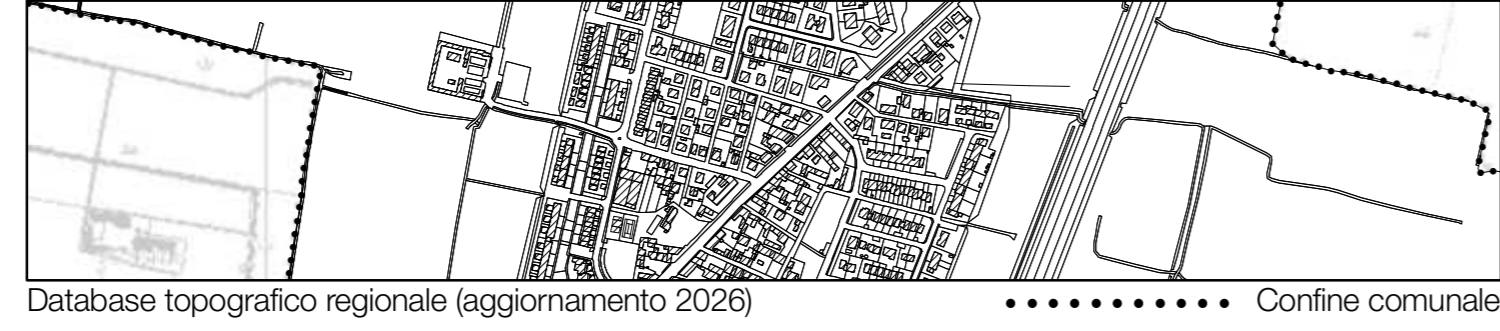 Database topografico regionale (aggiornamento 2026)
Confine comunale